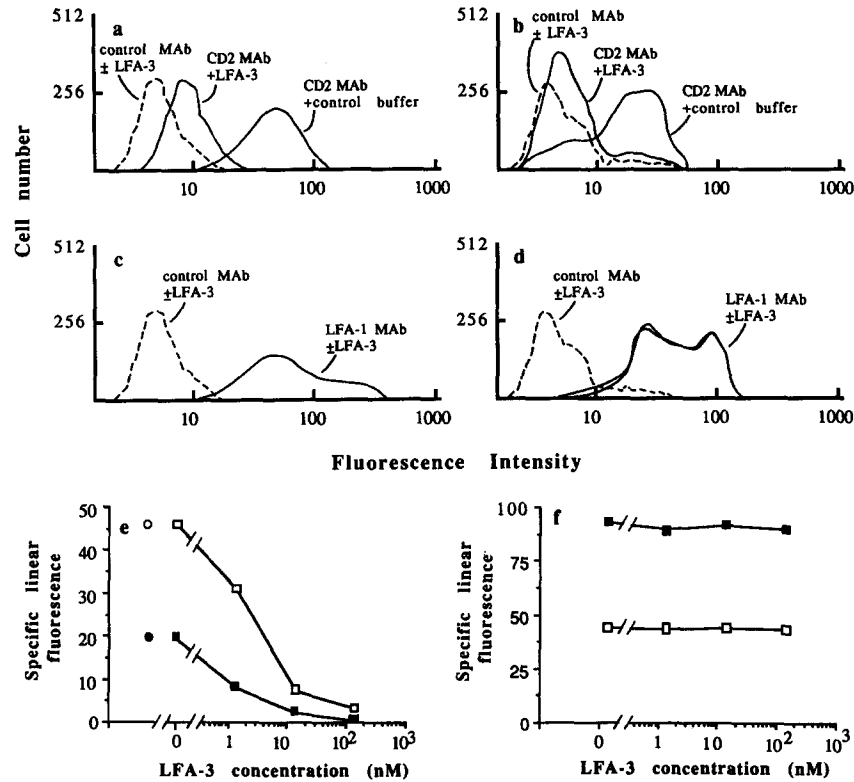 512
a
control MAb
± LFA-3
CD2 MAb
+LFA-3
CD2 MAb
+control buffer
256
10
100
1000
512
b
control MAb
± LFA-3
CD2 MAb
+LFA-3
CD2 MAb
+control buffer
256
10
100
1000
Cell number
512
c
control MAb
±LFA-3
LFA-1 MAb
±LFA-3
256
10
100
1000
512
d
control MAb
±LFA-3
LFA-1 MAb
±LFA-3
256
10
100
1000
Fluorescence Intensity
e
Specific linear
fluorescence
50
40
30
20
10
0
0
1
10
10²
10³
LFA-3 concentration (nM)
f
Specific linear
fluorescence
100
75
50
25
0
0
1
10
10²
10³
LFA-3 concentration (nM)